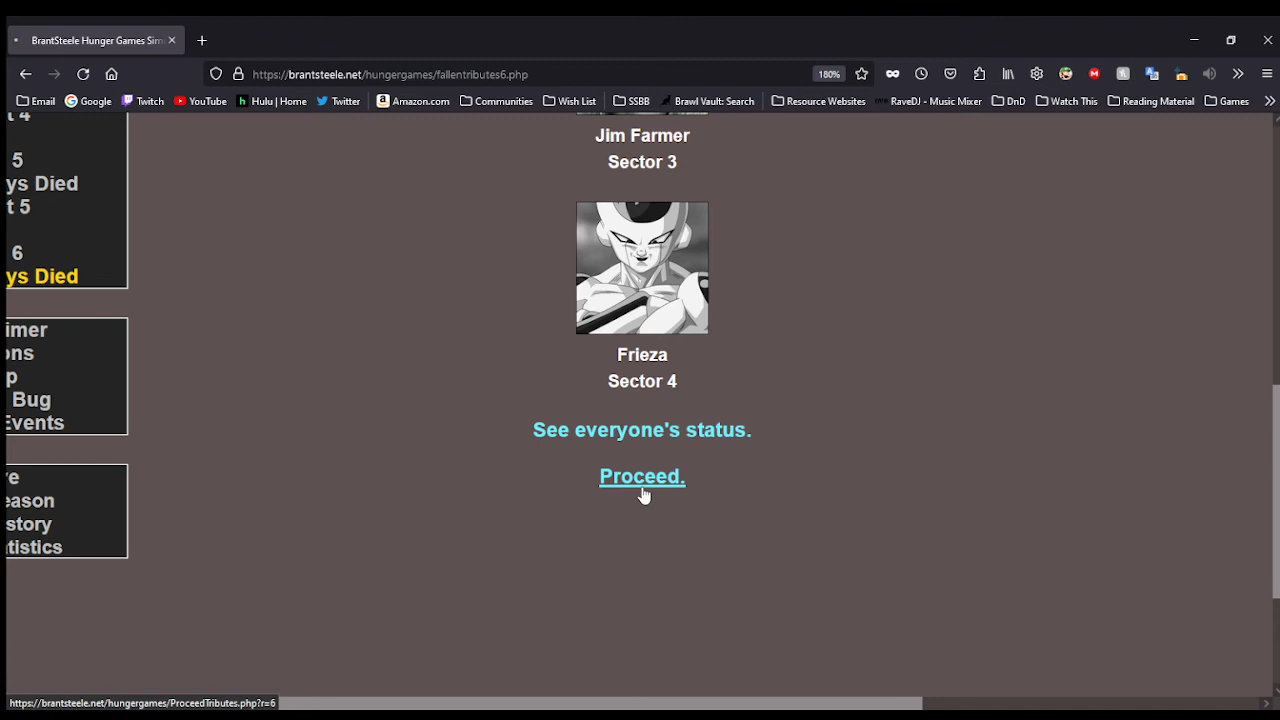 BrantSteele Hunger Games Sim
https://brantsteele.net/hungergames/fallentributes6.php
180%
Email
Google
Twitch
YouTube
Hulu | Home
Twitter
Amazon.com
Communities
Wish List
SSBB
Brawl Vault: Search
Resource Websites
RaveDJ - Music Mixer
DnD
Watch This
Reading Material
Games
t 4
5
ys Died
t 5
6
ys Died
imer
ons
p
Bug
Events
re
eason
story
tistics
Jim Farmer
Sector 3
Frieza
Sector 4
See everyone's status.
Proceed.
https://brantsteele.net/hungergames/ProceedTributes.php?r=6